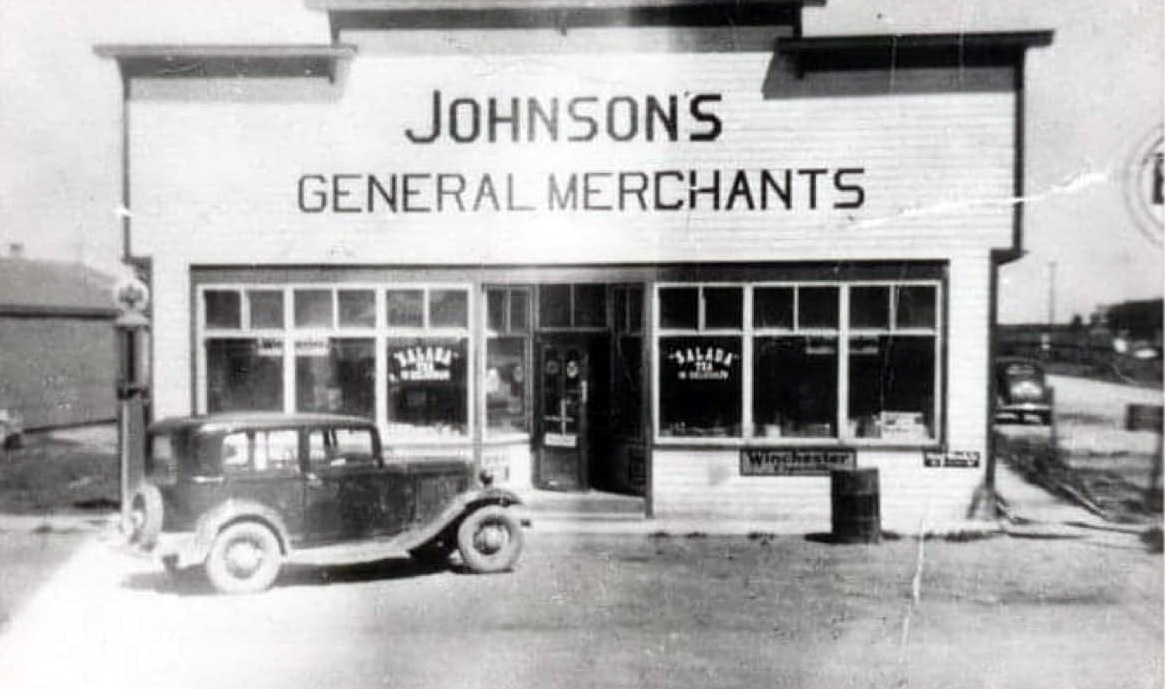 JOHNSON'S
GENERAL MERCHANTS
"SALADA"
TEA
"SALADA"
TEA
Winchester